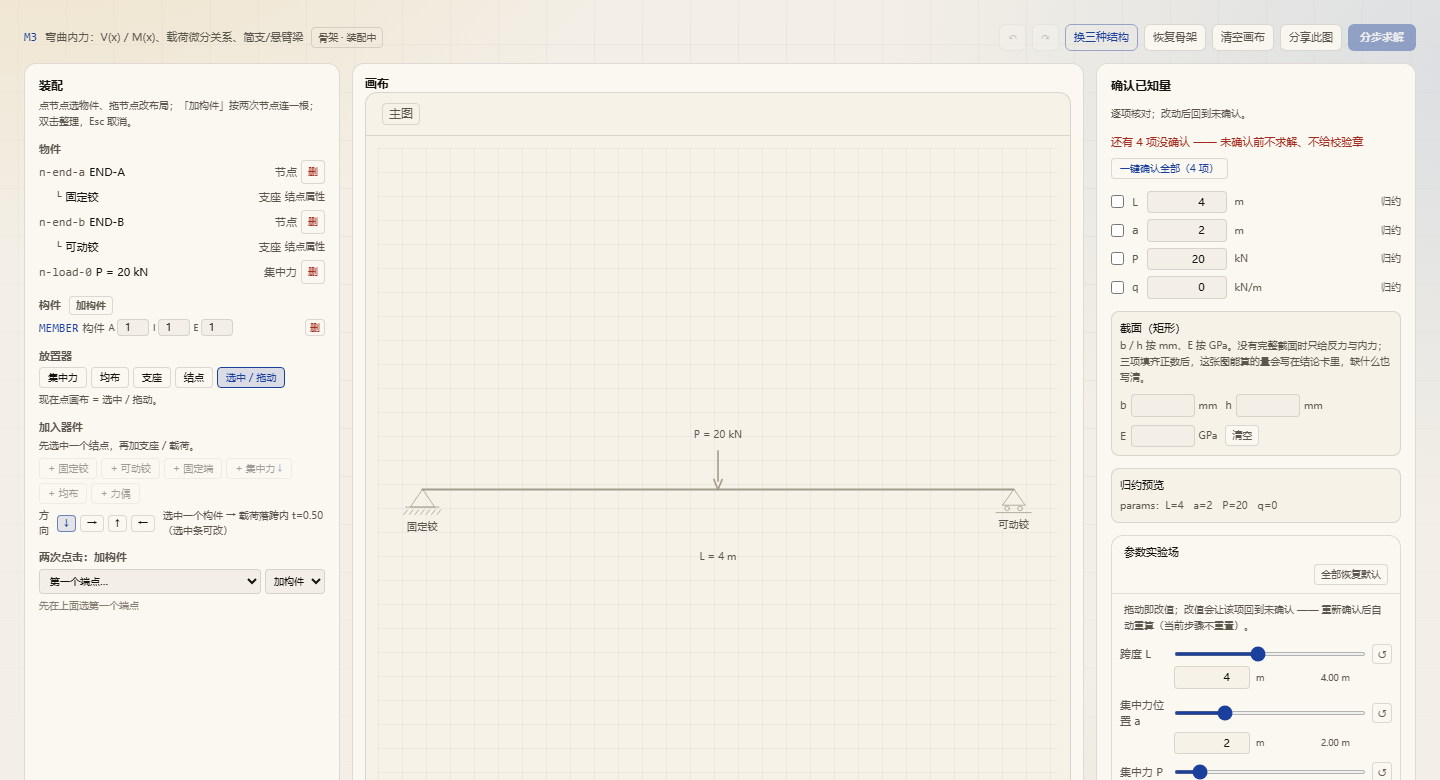 M3 弯曲内力：V(x) / M(x)、载荷微分关系、简支/悬臂梁 骨架 · 装配中
↶ ↷ 换三种结构 恢复骨架 清空画布 分享此图 分步求解
装配
点节点选物件、拖节点改布局；「加构件」按两次节点连一根；
双击整理，Esc 取消。
物件
n-end-a END-A 节点 删
└ 固定铰 支座 结点属性
n-end-b END-B 节点 删
└ 可动铰 支座 结点属性
n-load-0 P = 20 kN 集中力 删
构件 加构件
MEMBER 构件 A 1 I 1 E 1 删
放置器
集中力 均布 支座 结点 选中 / 拖动
现在点画布 = 选中 / 拖动。
加入器件
先选中一个结点，再加支座 / 载荷。
+ 固定铰 + 可动铰 + 固定端 + 集中力↓
+ 均布 + 力偶
方向 ↓ → ↑ ← 选中一个构件 → 载荷落跨内 t=0.50
（选中条可改）
两次点击：加构件
第一个端点… 加构件
先在上面选第一个端点
画布
主图
P = 20 kN
固定铰
可动铰
L = 4 m
确认已知量
逐项核对；改动后回到未确认。
还有 4 项没确认 —— 未确认前不求解、不给校验章
一键确认全部（4 项）
L 4 m 归约
a 2 m 归约
P 20 kN 归约
q 0 kN/m 归约
截面（矩形）
b / h 按 mm、E 按 GPa。没有完整截面时只给反力与内力；
三项填齐正数后，这张图能算的量会写在结论卡里，缺什么也
写清。
b mm h mm
E GPa 清空
归约预览
params: L=4 a=2 P=20 q=0
参数实验场
全部恢复默认
拖动即改值；改值会让该项回到未确认 —— 重新确认后自
动重算（当前步骤不重置）。
跨度 L ↺
4 m 4.00 m
集中力位
置 a ↺
2 m 2.00 m
集中力 P ↺